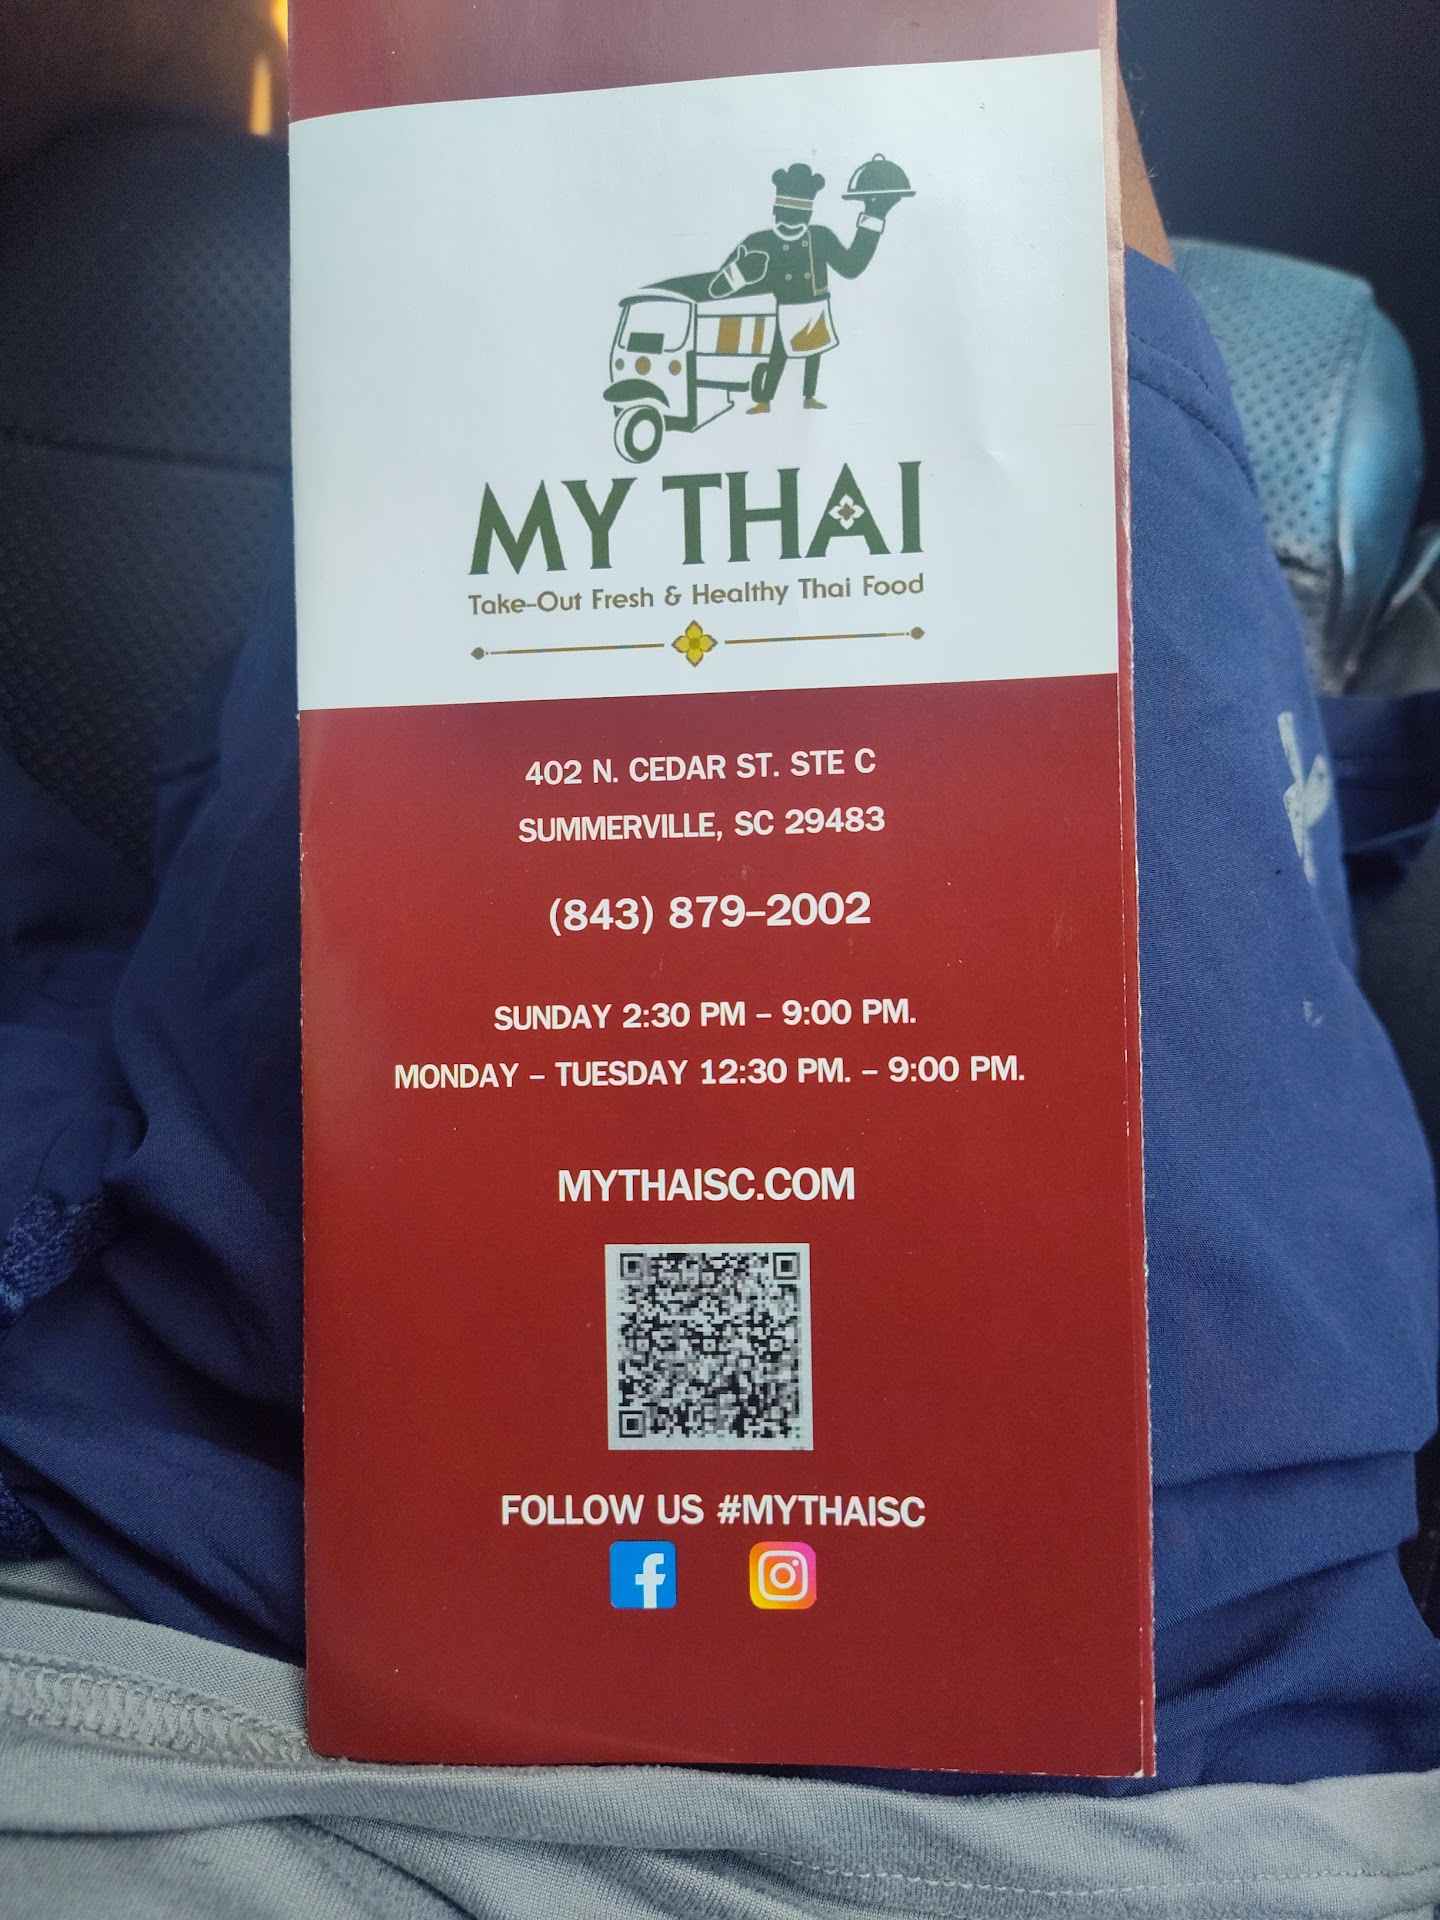 MY THAI
Take-Out Fresh & Healthy Thai Food
402 N. CEDAR ST. STE C
SUMMERVILLE, SC 29483
(843) 879-2002
SUNDAY 2:30 PM – 9:00 PM.
MONDAY – TUESDAY 12:30 PM. – 9:00 PM.
MYTHAISC.COM
FOLLOW US #MYTHAISC